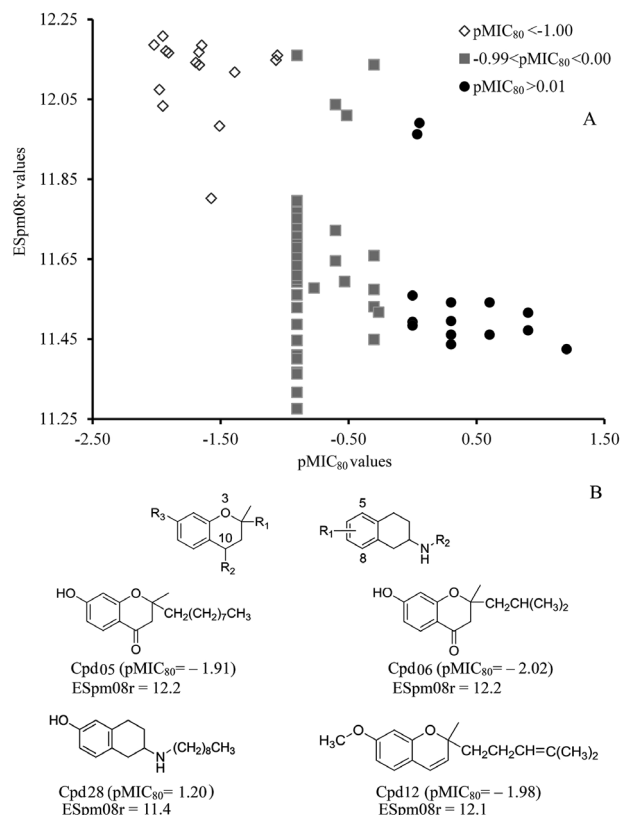 12.25
12.05
11.85
11.65
11.45
11.25
ESpm08r values
-2.50
-1.50
-0.50
0.50
1.50
pMIC80 values
pMIC80 <-1.00
-0.99<pMIC80<0.00
pMIC80>0.01
A
B
3
O
R3
R1
10
R2
5
R1
8
N
H
R2
HO
O
CH2(CH2)7CH3
O
Cpd05 (pMIC80= – 1.91)
ESpm08r = 12.2
HO
O
CH2CH(CH3)2
O
Cpd06 (pMIC80= – 2.02)
ESpm08r = 12.2
HO
N
H
(CH2)8CH3
Cpd28 (pMIC80= 1.20)
ESpm08r = 11.4
H3C
O
O
CH2CH2CH=C(CH3)2
Cpd12 (pMIC80= – 1.98)
ESpm08r = 12.1